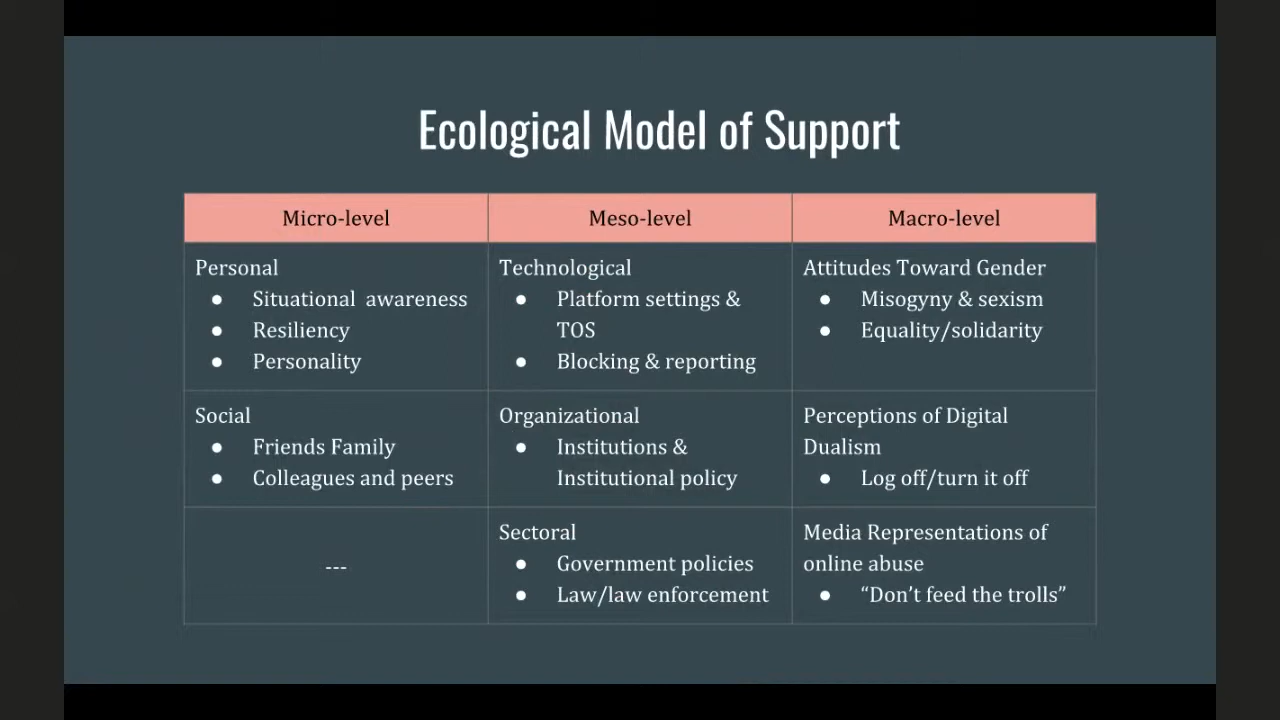 Ecological Model of Support
Micro-level
Meso-level
Macro-level
Personal
● Situational awareness
● Resiliency
● Personality
Technological
● Platform settings &
TOS
● Blocking & reporting
Attitudes Toward Gender
● Misogyny & sexism
● Equality/solidarity
Social
● Friends Family
● Colleagues and peers
Organizational
● Institutions &
Institutional policy
Perceptions of Digital
Dualism
● Log off/turn it off
---
Sectoral
● Government policies
● Law/law enforcement
Media Representations of
online abuse
● “Don’t feed the trolls”